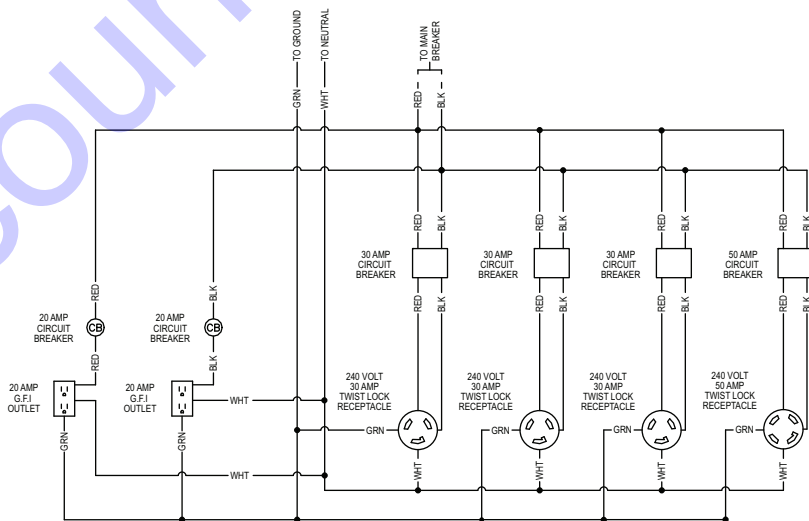 TO GROUND
TO NEUTRAL
TO MAIN
BREAKER
GRN
WHT
RED
BLK
RED
BLK
RED
BLK
RED
BLK
RED
BLK
30 AMP
CIRCUIT
BREAKER
30 AMP
CIRCUIT
BREAKER
30 AMP
CIRCUIT
BREAKER
50 AMP
CIRCUIT
BREAKER
RED
BLK
RED
BLK
RED
BLK
RED
BLK
RED
BLK
20 AMP
CIRCUIT
BREAKER
CB
20 AMP
CIRCUIT
BREAKER
CB
RED
BLK
20 AMP
G.F.I
OUTLET
20 AMP
G.F.I
OUTLET
240 VOLT
30 AMP
TWIST LOCK
RECEPTACLE
240 VOLT
30 AMP
TWIST LOCK
RECEPTACLE
240 VOLT
30 AMP
TWIST LOCK
RECEPTACLE
240 VOLT
50 AMP
TWIST LOCK
RECEPTACLE
WHT
GRN
GRN
GRN
GRN
GRN
GRN
WHT
WHT
WHT
WHT
WHT